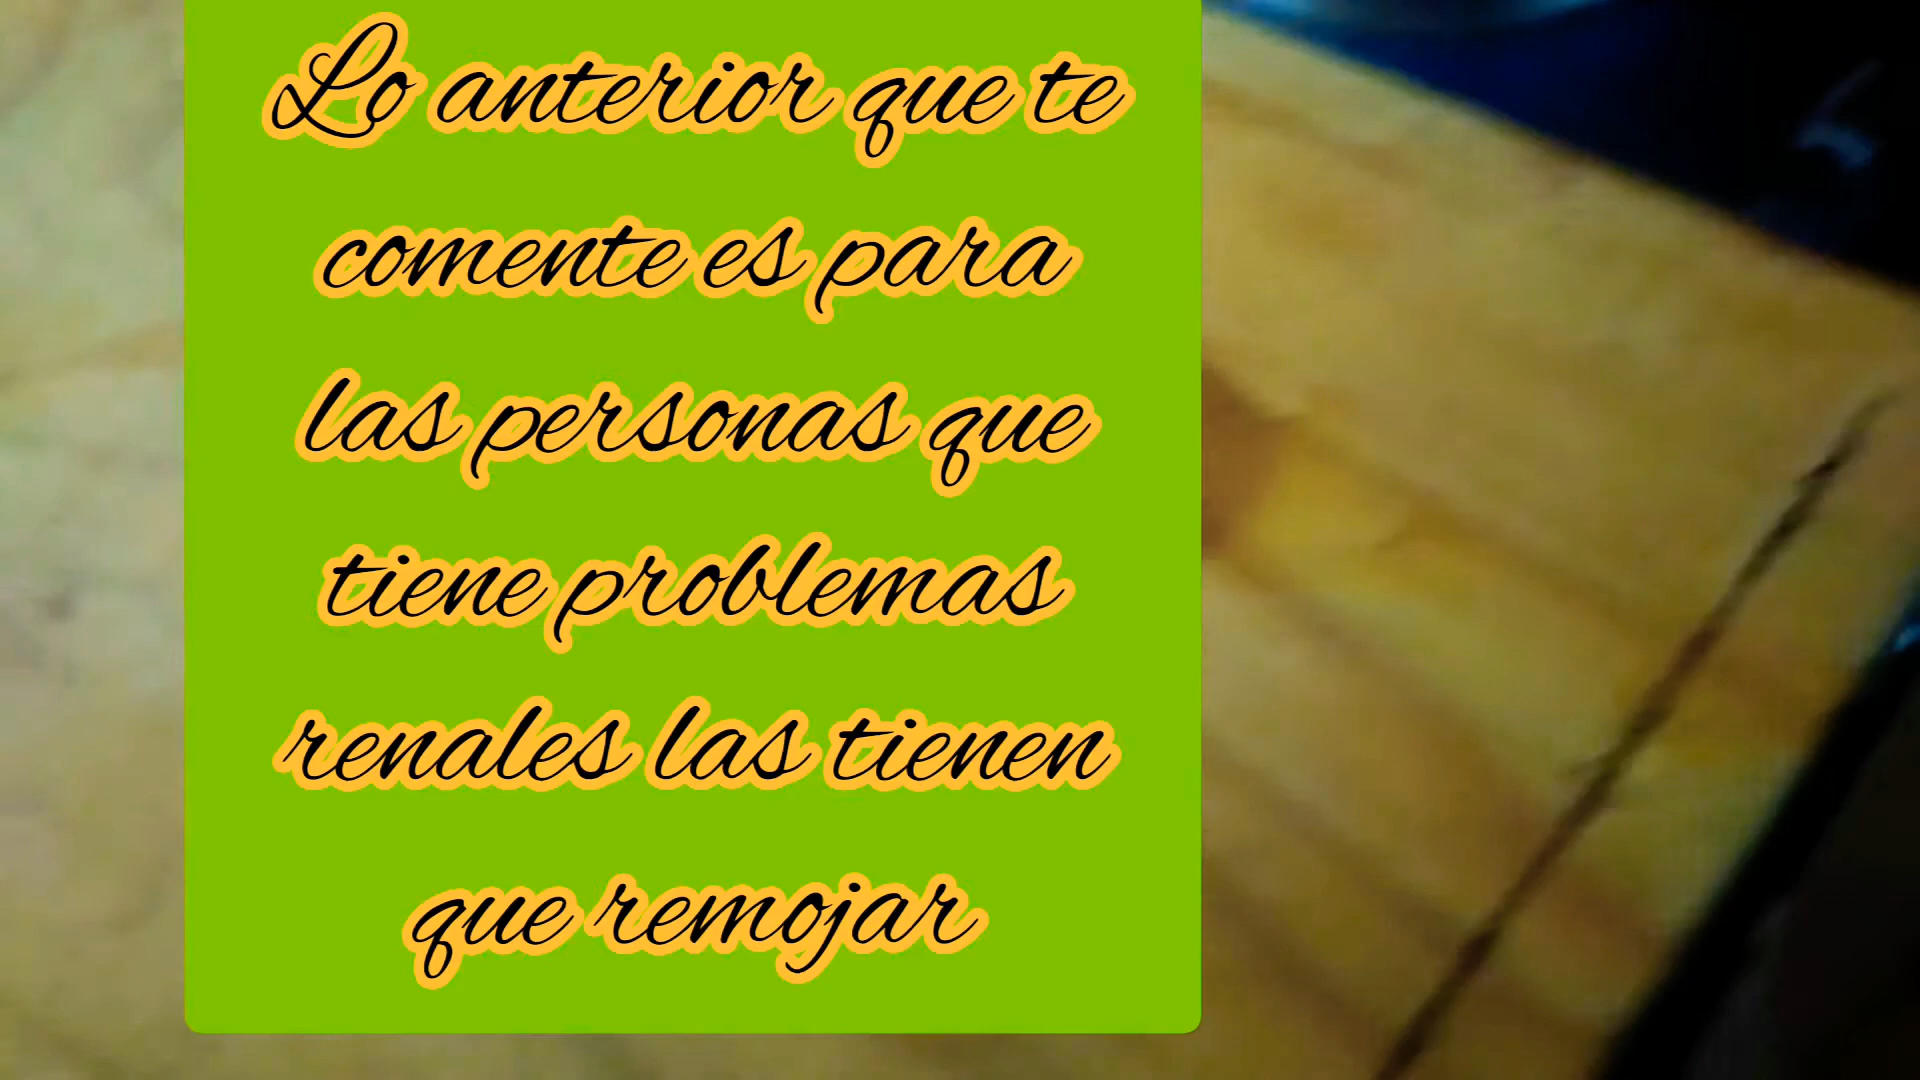 Lo anterior que te
comente es para
las personas que
tiene problemas
renales las tienen
que remojar